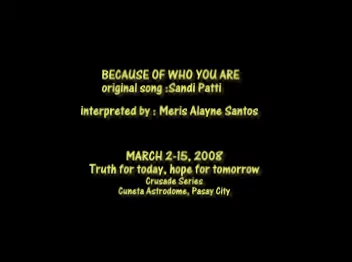 BECAUSE OF WHO YOU ARE
original song :Sandi Patti
interpreted by : Meris Alayne Santos
MARCH 2-15, 2008
Truth for today, hope for tomorrow
Crusade Series
Cuneta Astrodome, Pasay City